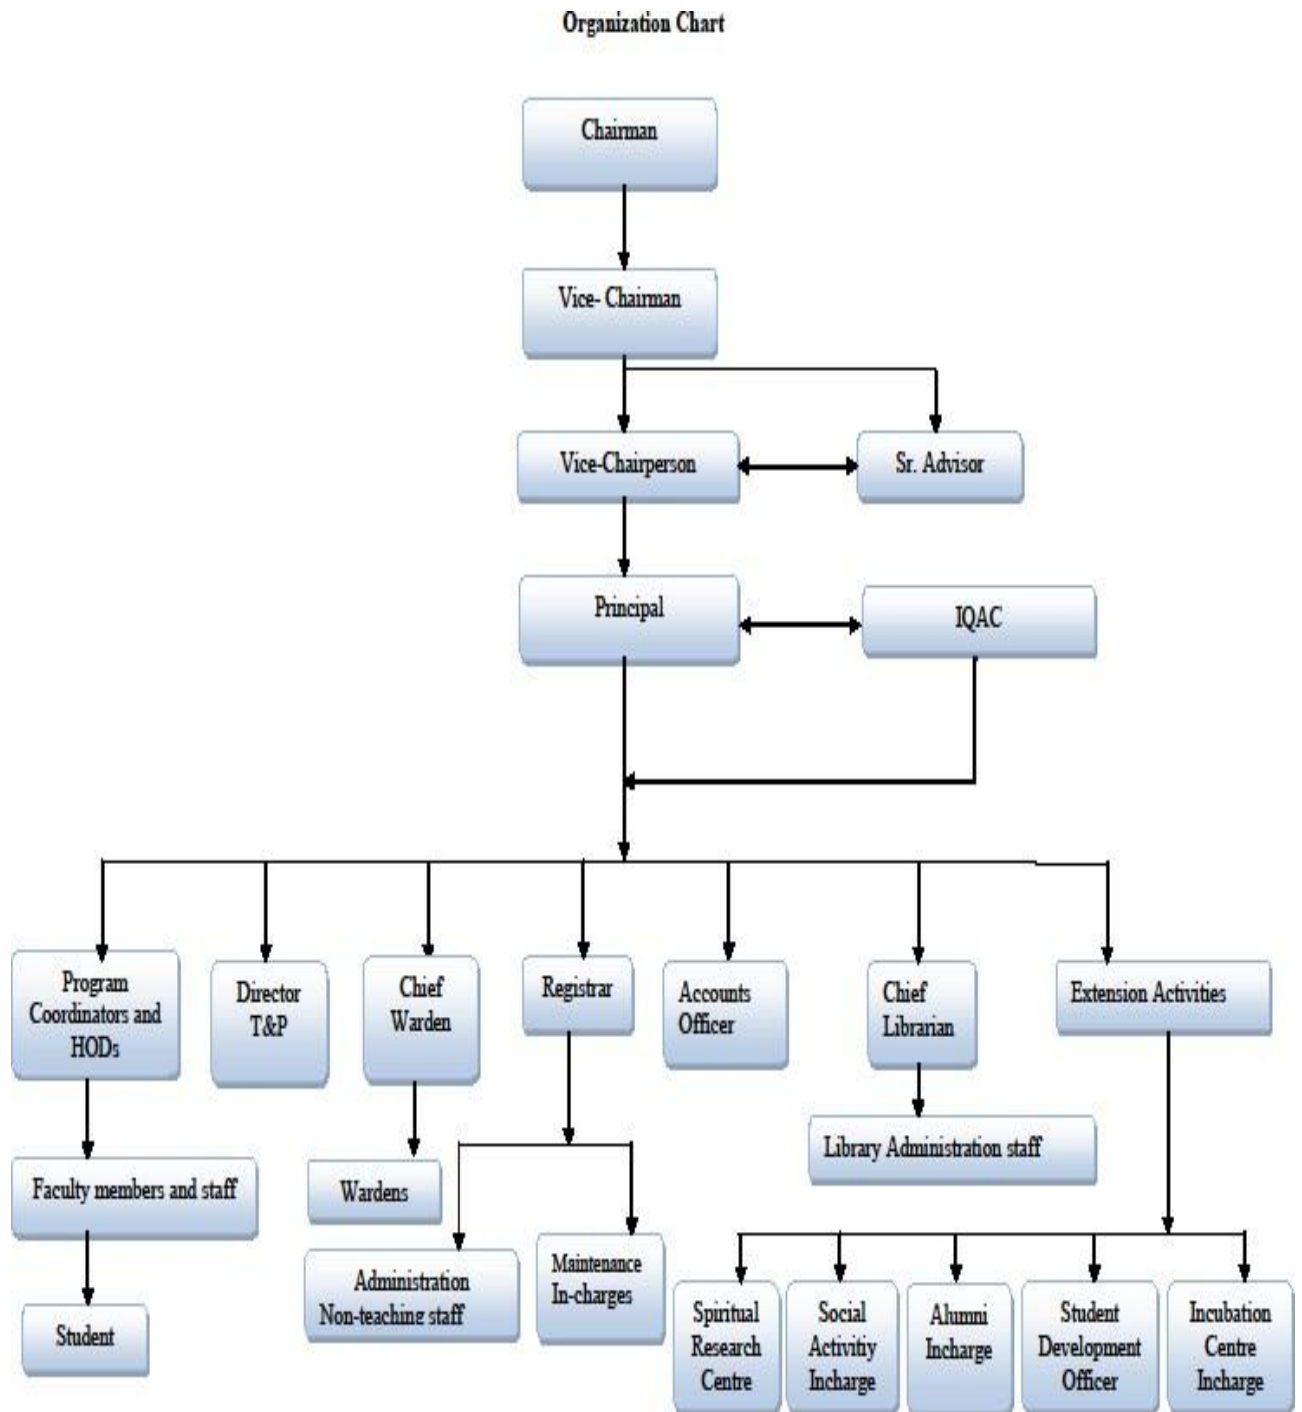 Organization Chart
Chairman
Vice- Chairman
Vice-Chairperson
Sr. Advisor
Principal
IQAC
Program
Coordinators and
HODs
Director
T&P
Chief
Warden
Registrar
Accounts
Officer
Chief
Librarian
Extension Activities
Faculty members and staff
Wardens
Library Administration staff
Administration
Non-teaching staff
Maintenance
In-charges
Student
Spiritual
Research
Centre
Social
Activitiy
Incharge
Alumni
Incharge
Student
Development
Officer
Incubation
Centre
Incharge